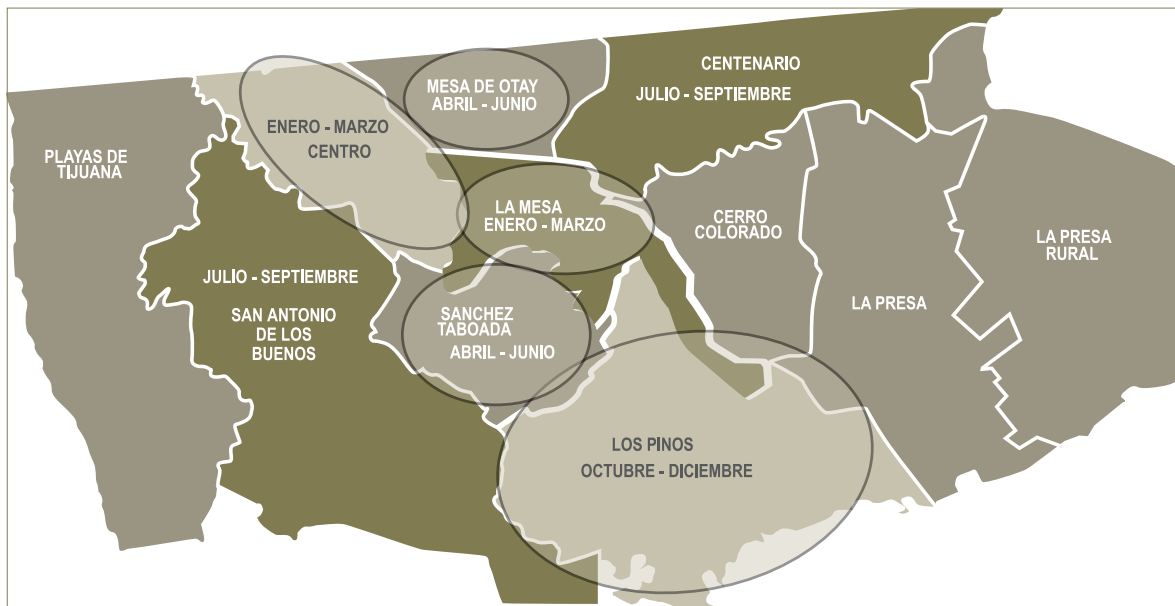 CENTENARIO
JULIO - SEPTIEMBRE
MESA DE OTAY
ABRIL - JUNIO
ENERO - MARZO
CENTRO
PLAYAS DE
TIJUANA
LA MESA
ENERO - MARZO
CERRO
COLORADO
LA PRESA
RURAL
JULIO - SEPTIEMBRE
SAN ANTONIO
DE LOS
BUENOS
LA PRESA
SANCHEZ
TABOADA
ABRIL - JUNIO
LOS PINOS
OCTUBRE - DICIEMBRE